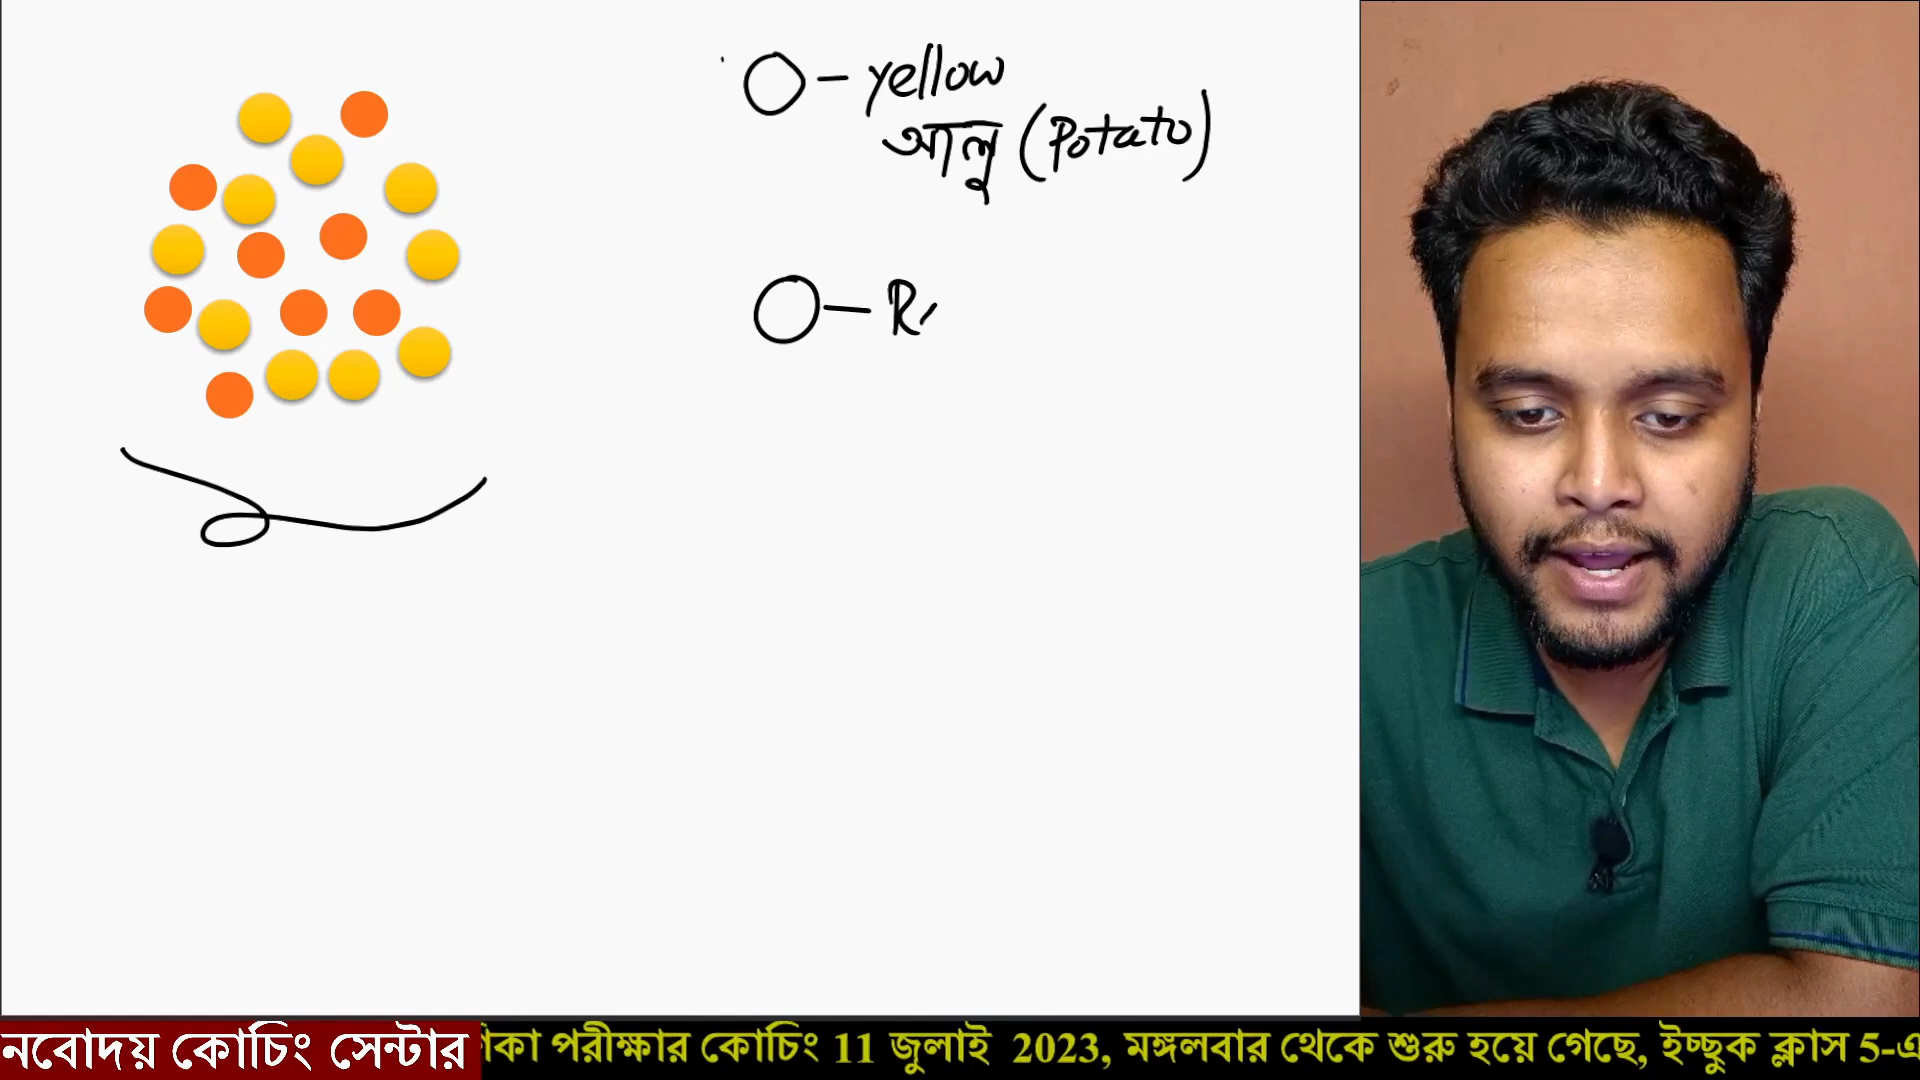 yellow
আলু (Potato)
R
নবোদয় কোচিং সেন্টার
িকা পরীক্ষার কোচিং 11 জুলাই 2023, মঙ্গলবার থেকে শুরু হয়ে গেছে, ইচ্ছুক ক্লাস 5-এ